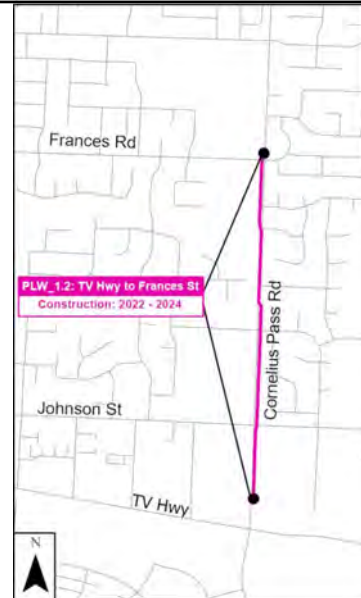 Frances Rd
PLW_1.2: TV Hwy to Frances St
Construction: 2022 - 2024
Cornelius Pass Rd
Johnson St
TV Hwy
N